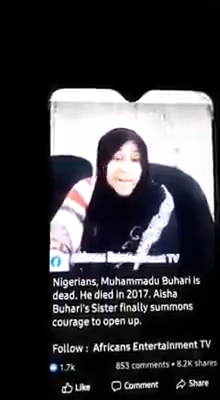 Africans Entertainment TV
Nigerians, Muhammadu Buhari is
dead. He died in 2017. Aisha
Buhari's Sister finally summons
courage to open up.
Follow : Africans Entertainment TV
1.7k 853 comments • 8.2K shares
Like Comment Share